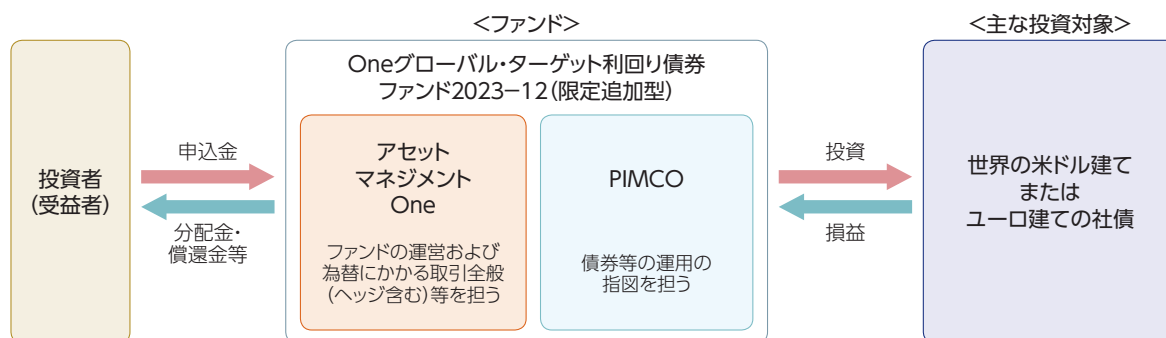 <ファンド>
<主な投資対象>
Oneグローバル・ターゲット利回り債券
ファンド2023−12(限定追加型)
投資者
(受益者)
申込金
分配金・
償還金等
アセット
マネジメント
One
ファンドの運営および
為替にかかる取引全般
(ヘッジ含む)等を担う
PIMCO
債券等の運用の
指図を担う
投資
損益
世界の米ドル建て
または
ユーロ建ての社債